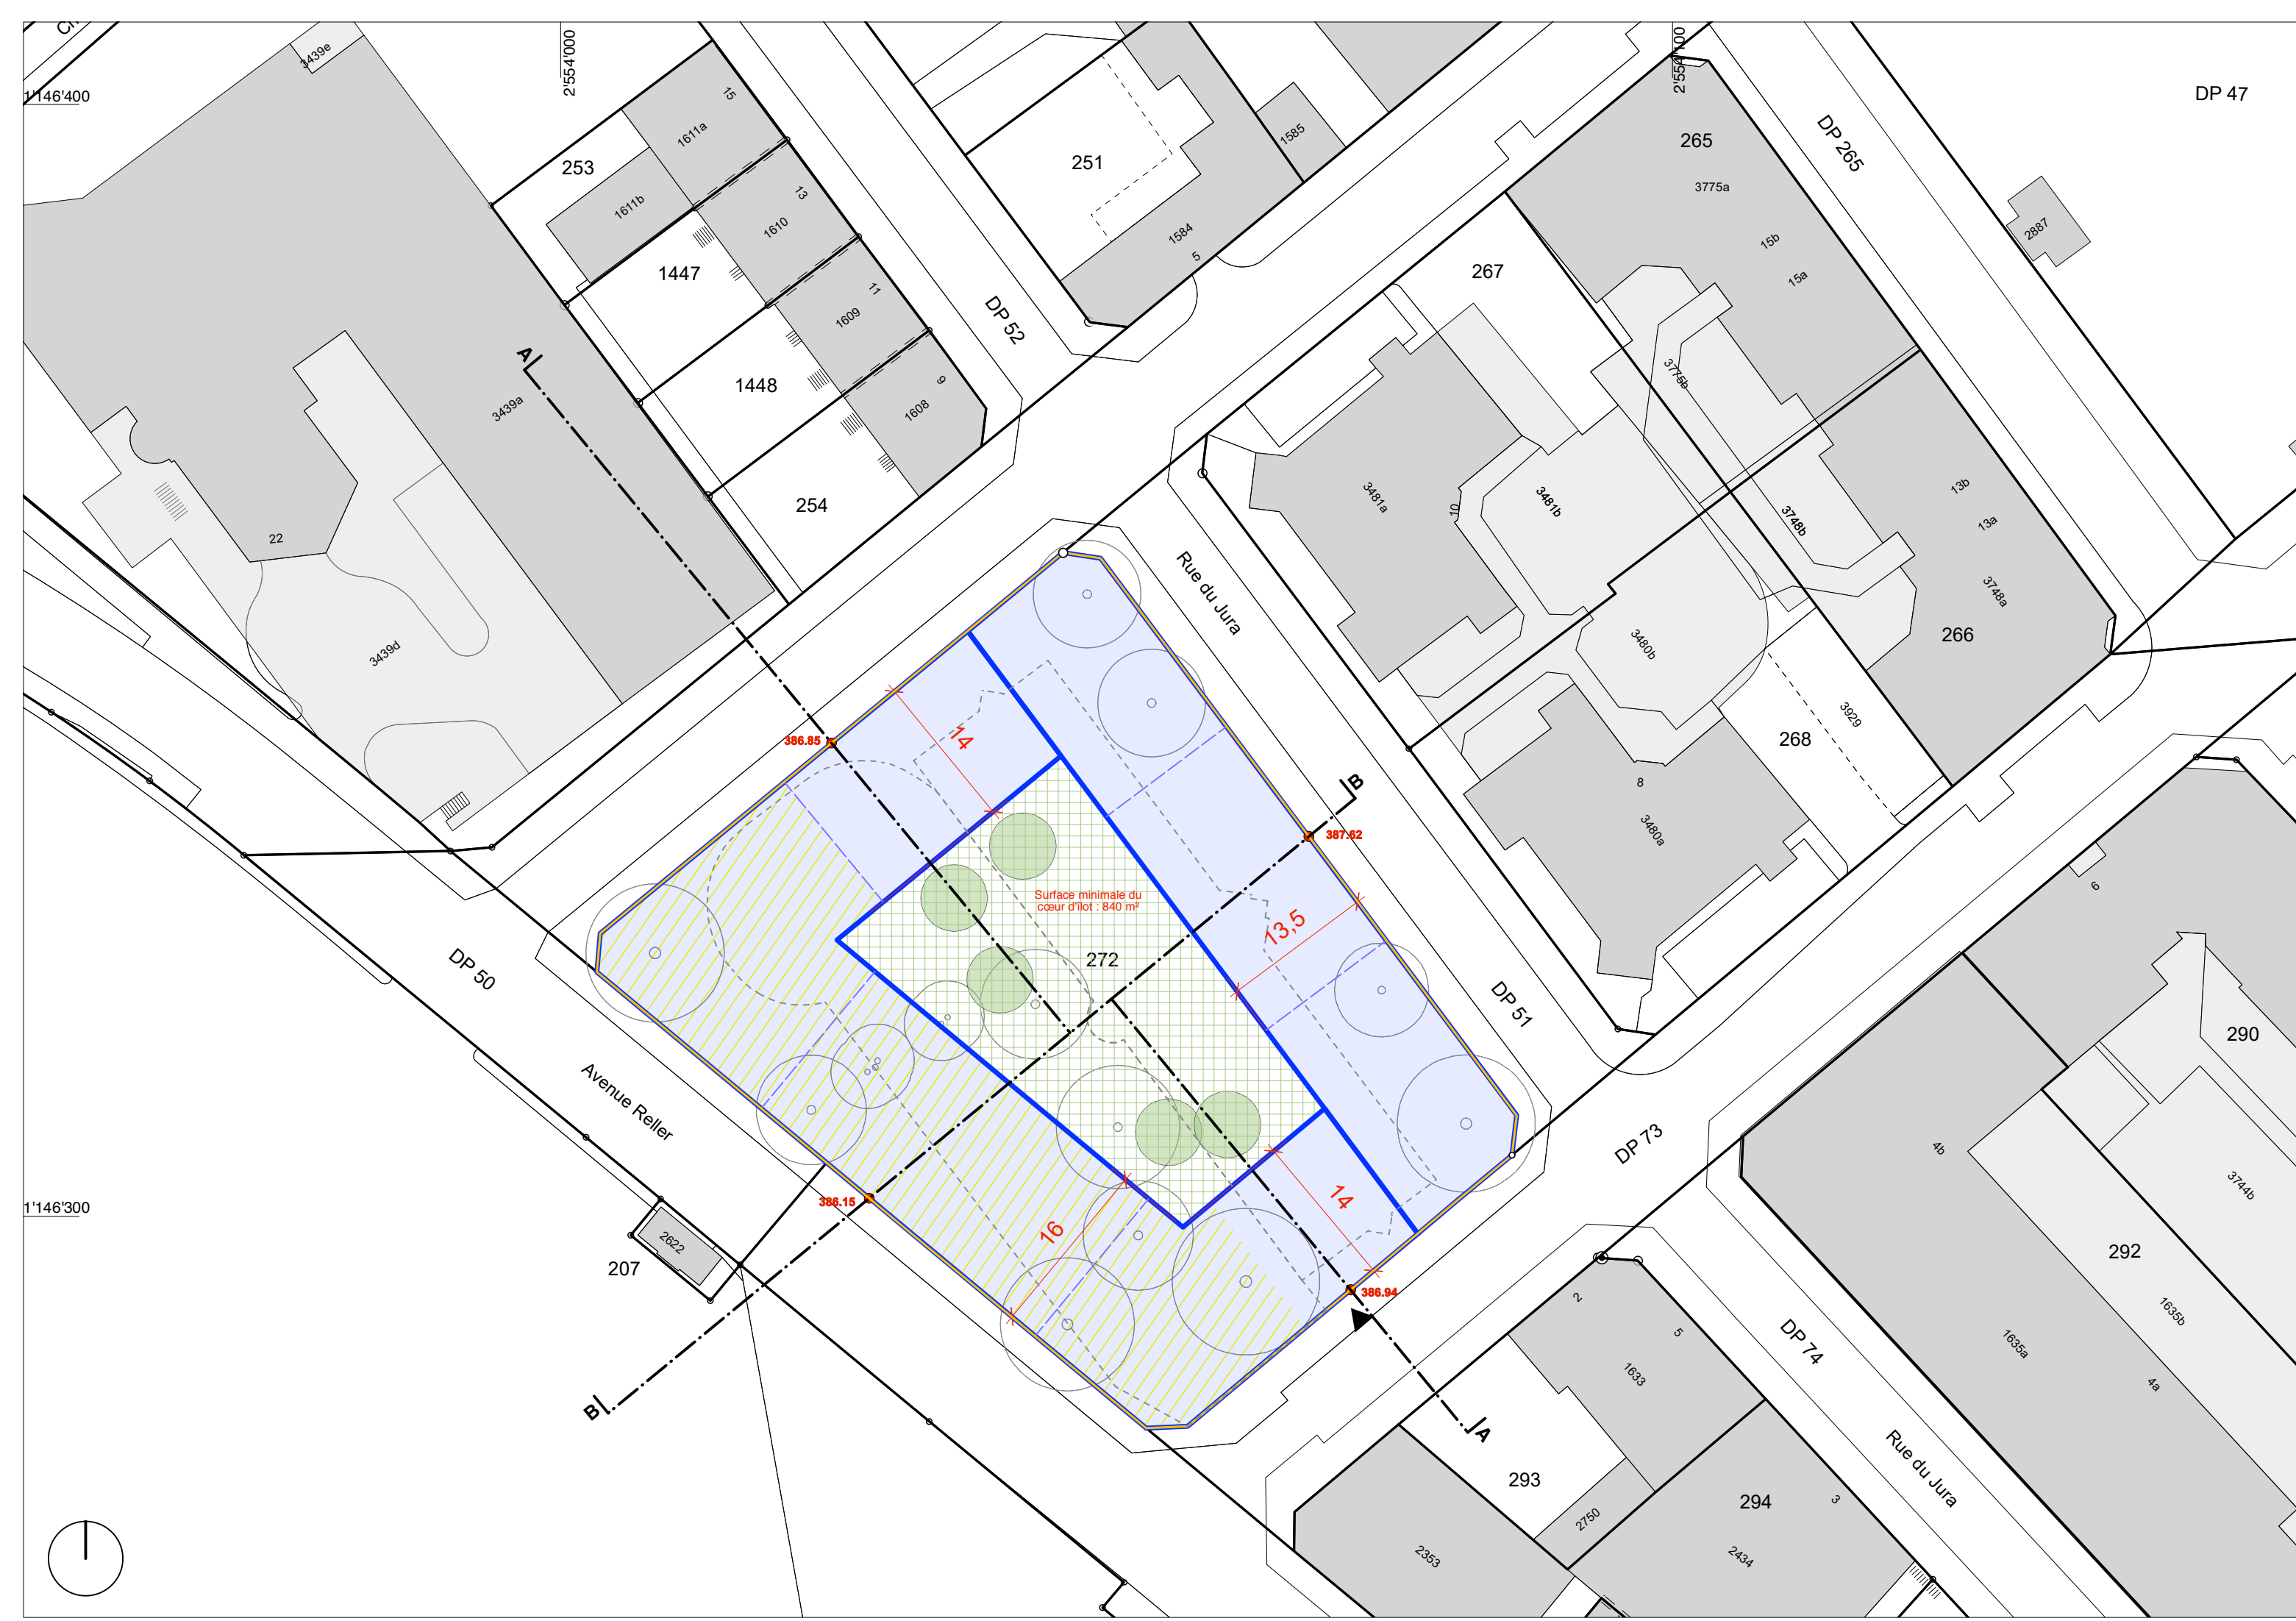 3439e
2'554'000
2'554'100
1'146'400
DP 47
15
1611a
253
1611b
13
1610
251
1585
265
DP 265
3775a
15b
15a
2887
1584
5
1447
11
1609
267
DP 52
A
3439a
1448
9
1608
3775b
254
3481a
10
3481b
3748b
13b
13a
22
3439d
Rue du Jura
3748a
266
3480b
386.85
14
268
3929
B
8
387.62
3480a
6
Surface minimale du
cœur d'îlot : 840 m²
13,5
272
DP 50
DP 51
290
Avenue Reller
DP 73
4b
3744b
1'146'300
386.15
16
14
2622
207
292
386.94
2
5
1633
DP 74
1635b
1635a
4a
B
A
293
Rue du Jura
294
3
2750
2353
2434